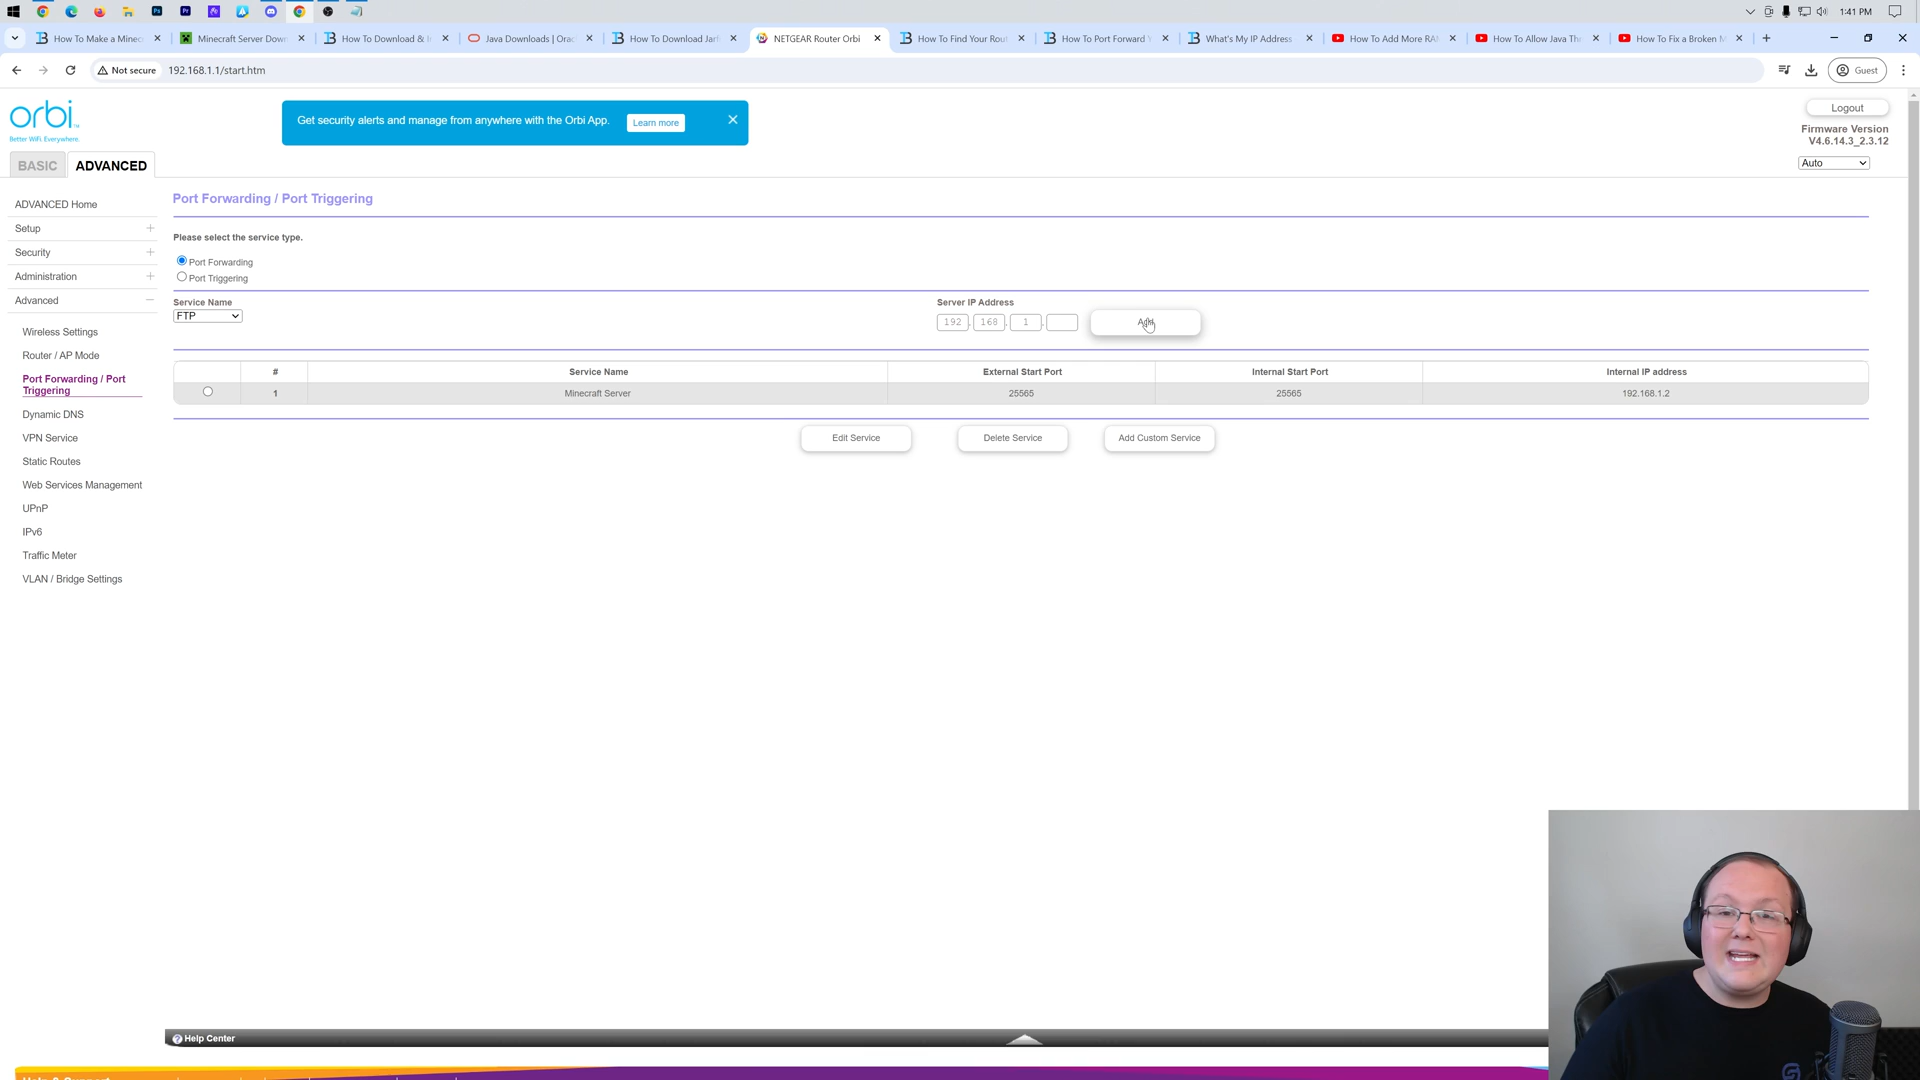 1:41 PM
How To Make a Minec
Minecraft Server Down
How To Download & I
Java Downloads | Orac
How To Download Jarf
NETGEAR Router Orbi
How To Find Your Rout
How To Port Forward Y
What's My IP Address
How To Add More RA
How To Allow Java Th
How To Fix a Broken M
Not secure
192.168.1.1/start.htm
Guest
orbi
Better WiFi. Everywhere.
Get security alerts and manage from anywhere with the Orbi App.
Learn more
Logout
Firmware Version
V4.6.14.3_2.3.12
Auto
BASIC
ADVANCED
ADVANCED Home
Setup
Security
Administration
Advanced
Wireless Settings
Router / AP Mode
Port Forwarding / Port
Triggering
Dynamic DNS
VPN Service
Static Routes
Web Services Management
UPnP
IPv6
Traffic Meter
VLAN / Bridge Settings
Port Forwarding / Port Triggering
Please select the service type.
Port Forwarding
Port Triggering
Service Name
FTP
Server IP Address
192 . 168 . 1 .
Add
# Service Name External Start Port Internal Start Port Internal IP address
1 Minecraft Server 25565 25565 192.168.1.2
Edit Service
Delete Service
Add Custom Service
Help Center